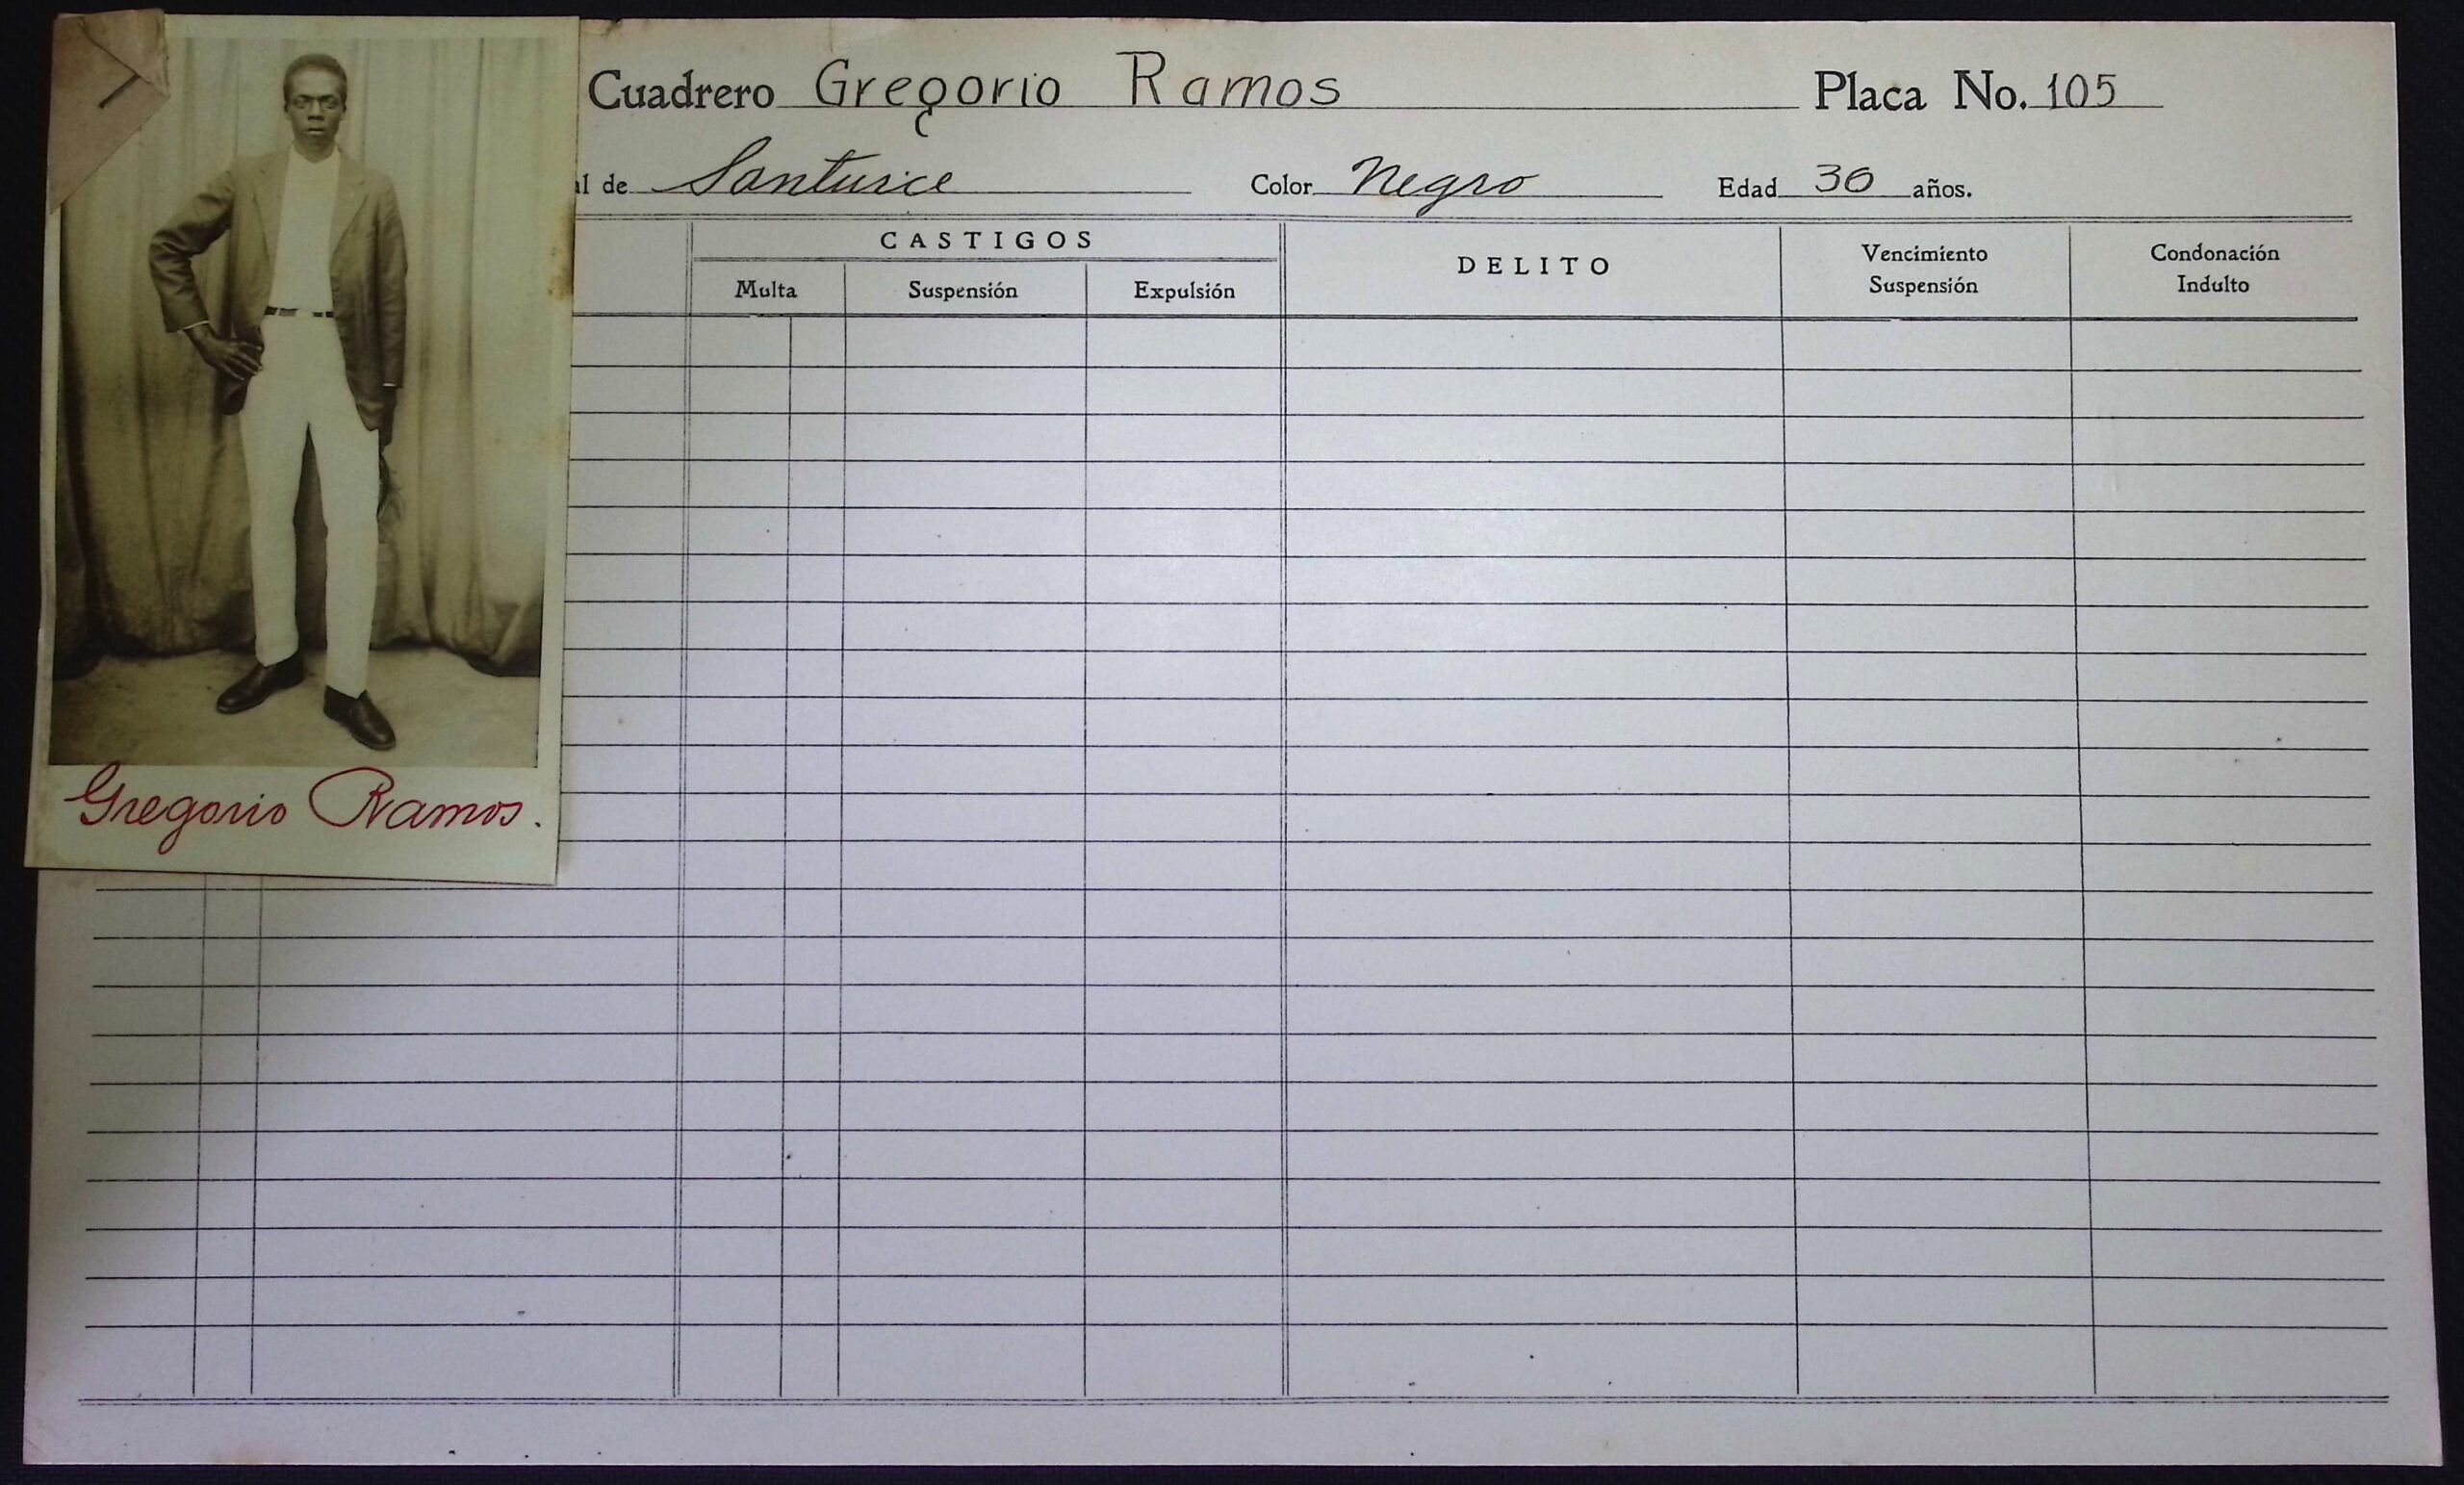 Cuadrero Gregorio Ramos Placa No. 105
al de Santurce Color Negro Edad 36 años.
CASTIGOS
DELITO
Vencimiento Suspensión
Condonación Indulto
Multa Suspensión Expulsión
Gregorio Ramos.